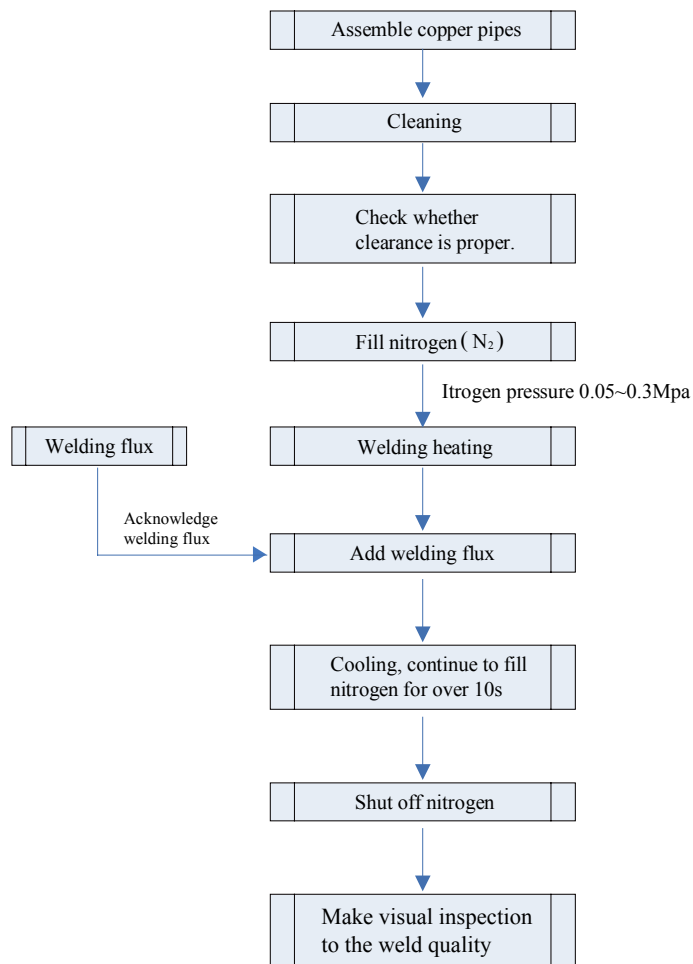 Assemble copper pipes
Cleaning
Check whether
clearance is proper.
Fill nitrogen ( N₂ )
Itrogen pressure 0.05~0.3Mpa
Welding flux
Welding heating
Acknowledge
welding flux
Add welding flux
Cooling, continue to fill
nitrogen for over 10s
Shut off nitrogen
Make visual inspection
to the weld quality